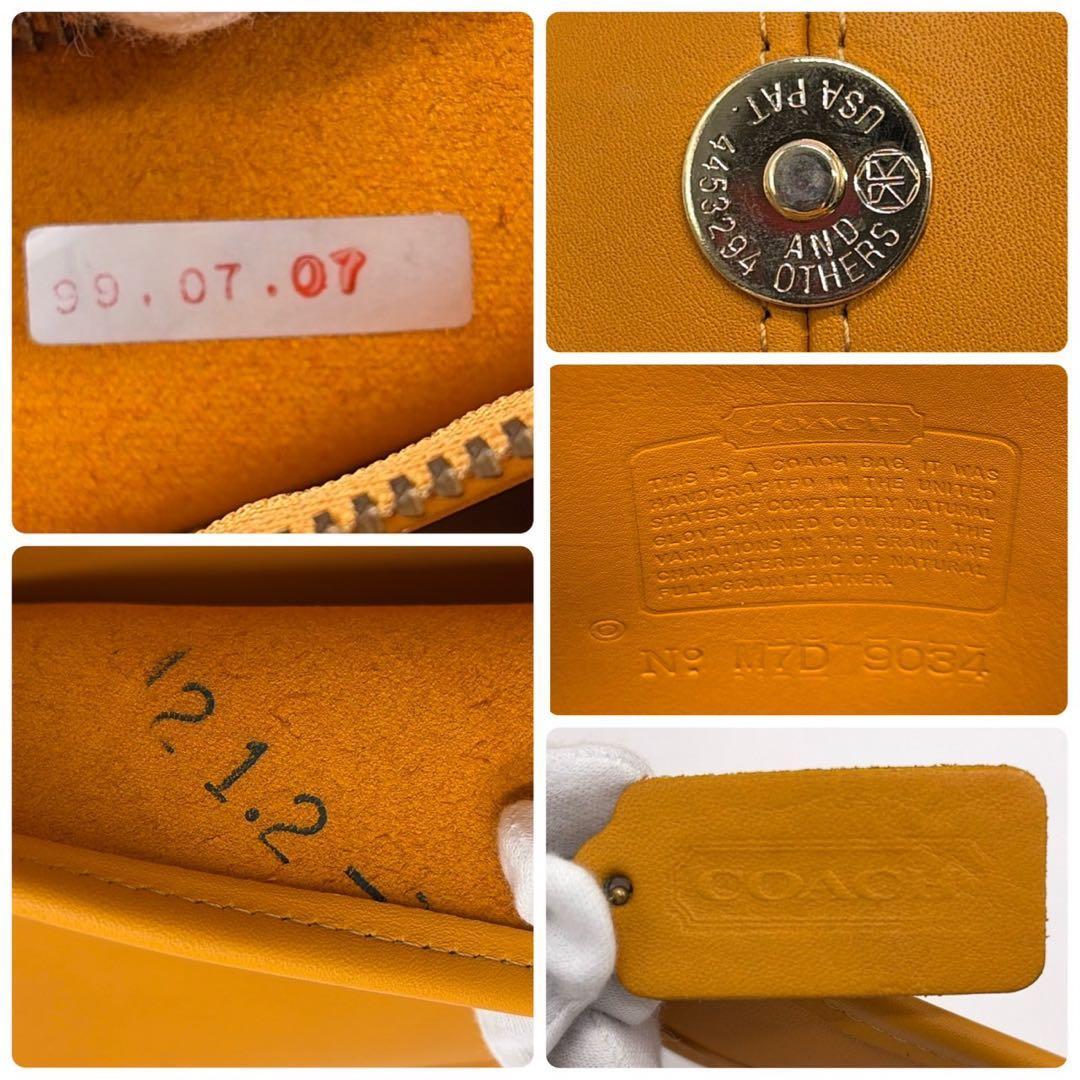 99.07.07
USA PAT. 4453294
AND
OTHERS
COACH
THIS IS A COACH BAG. IT WAS
HANDCRAFTED IN THE UNITED
STATES OF COMPLETELY NATURAL
GLOVE-TANNED COWHIDE. THE
VARIATIONS IN THE GRAIN ARE
CHARACTERISTIC OF NATURAL
FULL-GRAIN LEATHER.
No M7D 9034
21.2
COACH